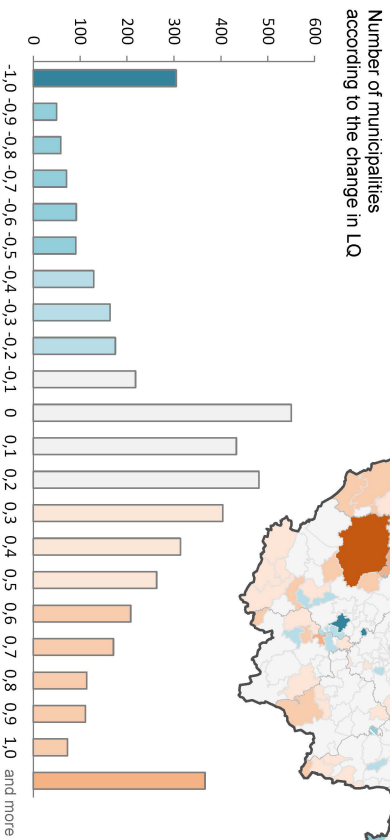 Number of municipalities
according to the change in LQ
600
500
400
300
200
100
0
-1,0 -0,9 -0,8 -0,7 -0,6 -0,5 -0,4 -0,3 -0,2 -0,1 0 0,1 0,2 0,3 0,4 0,5 0,6 0,7 0,8 0,9 1,0 and more